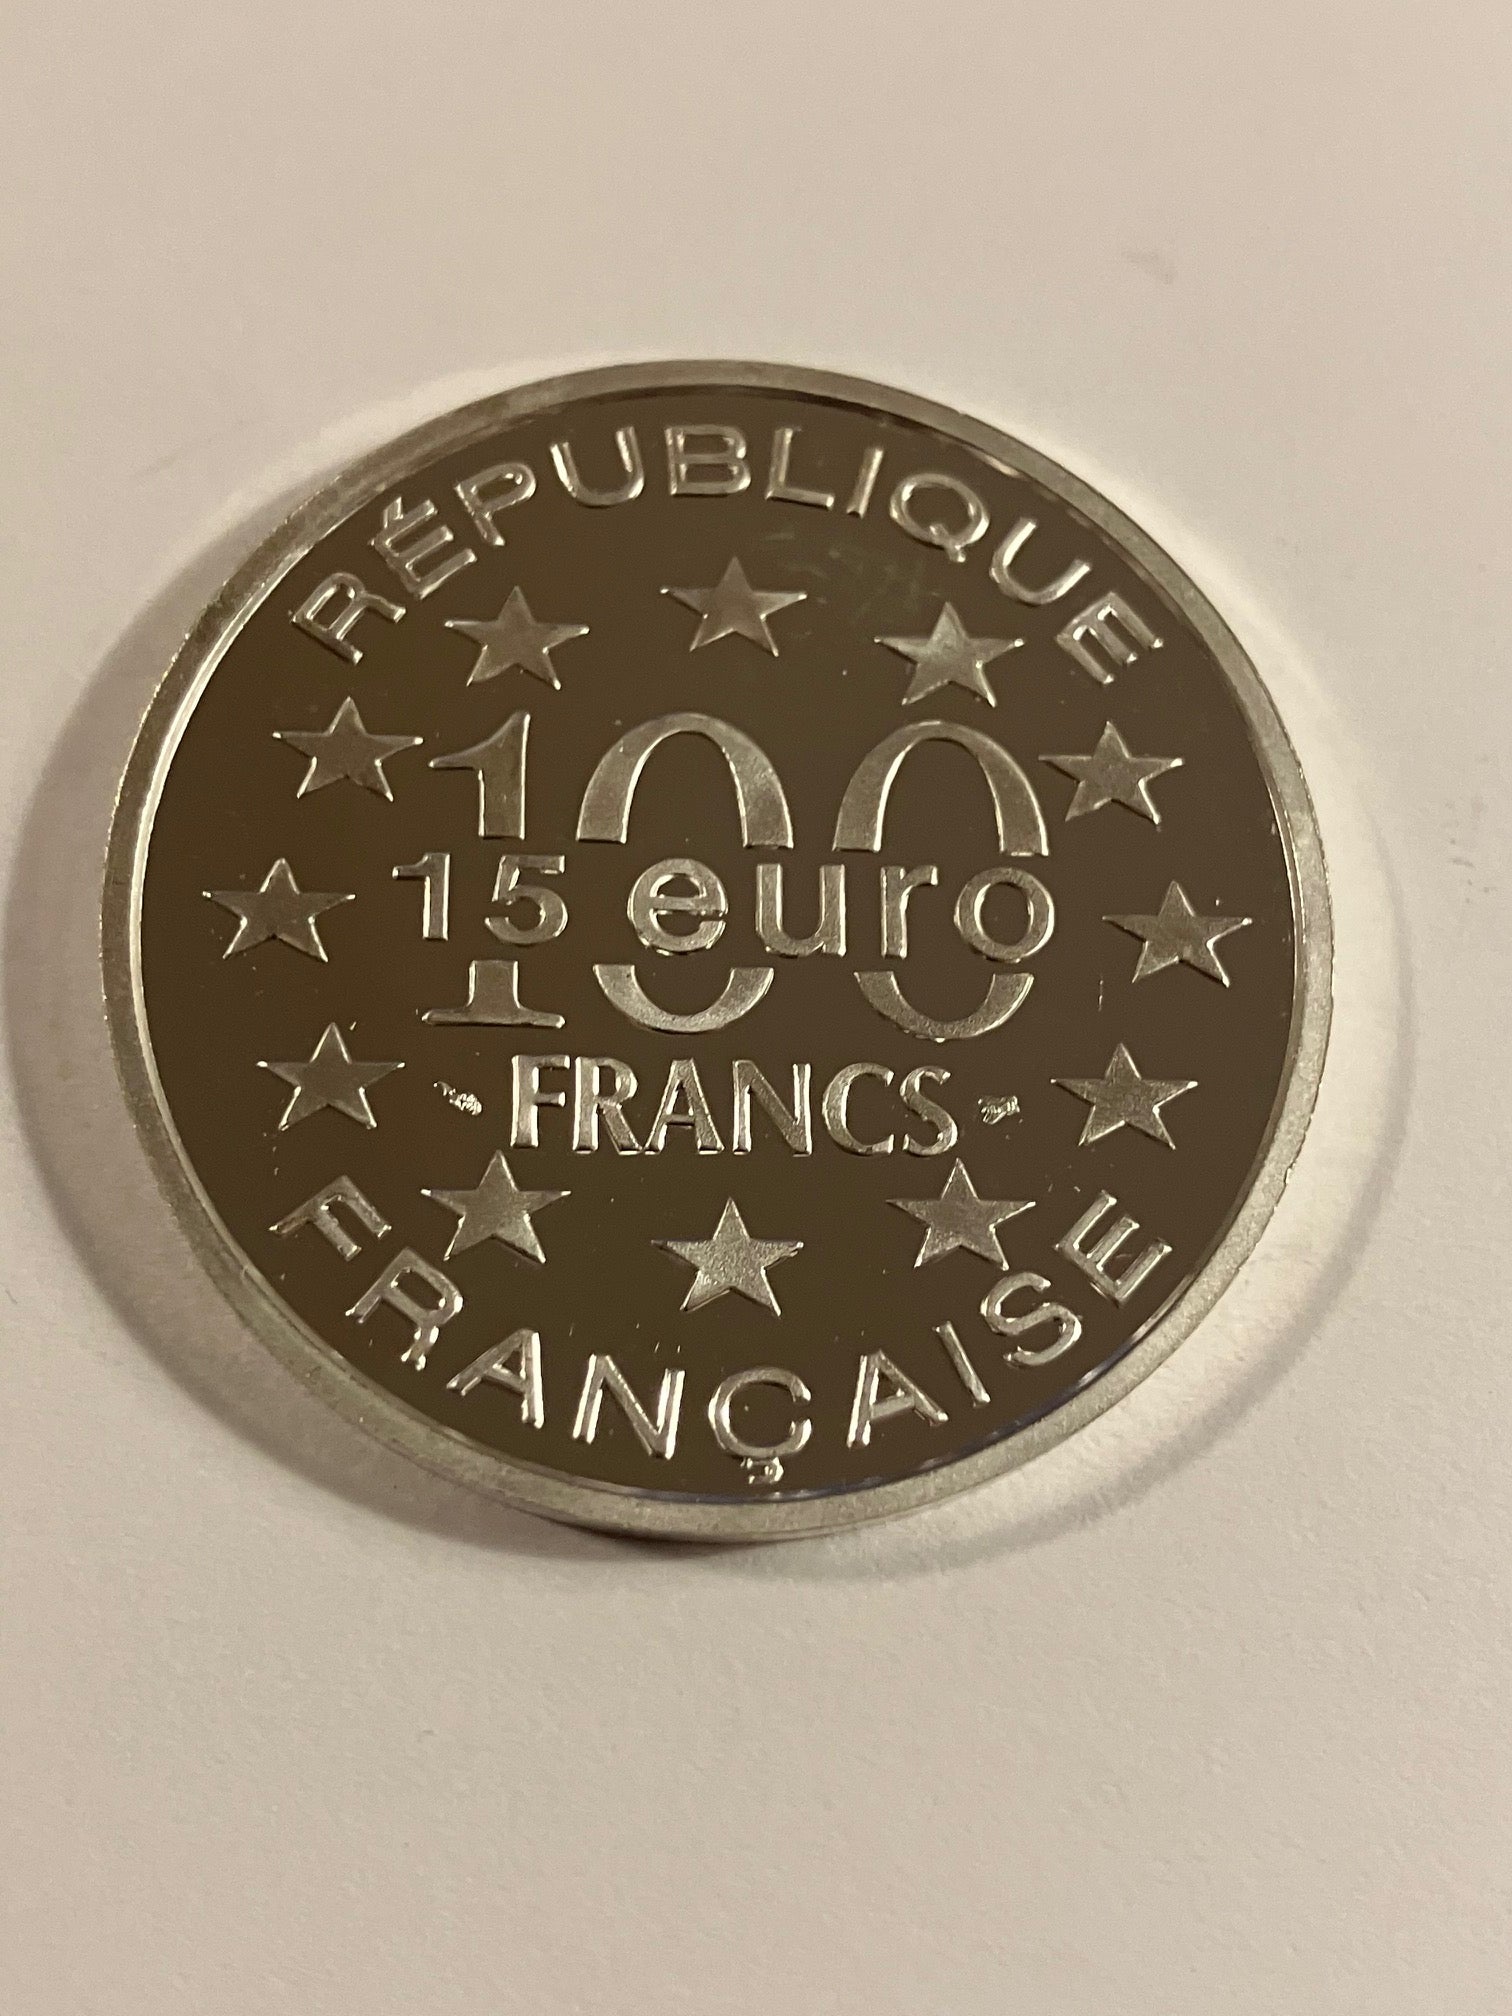 RÉPUBLIQUE
100
15 euro
FRANCS
FRANÇAISE